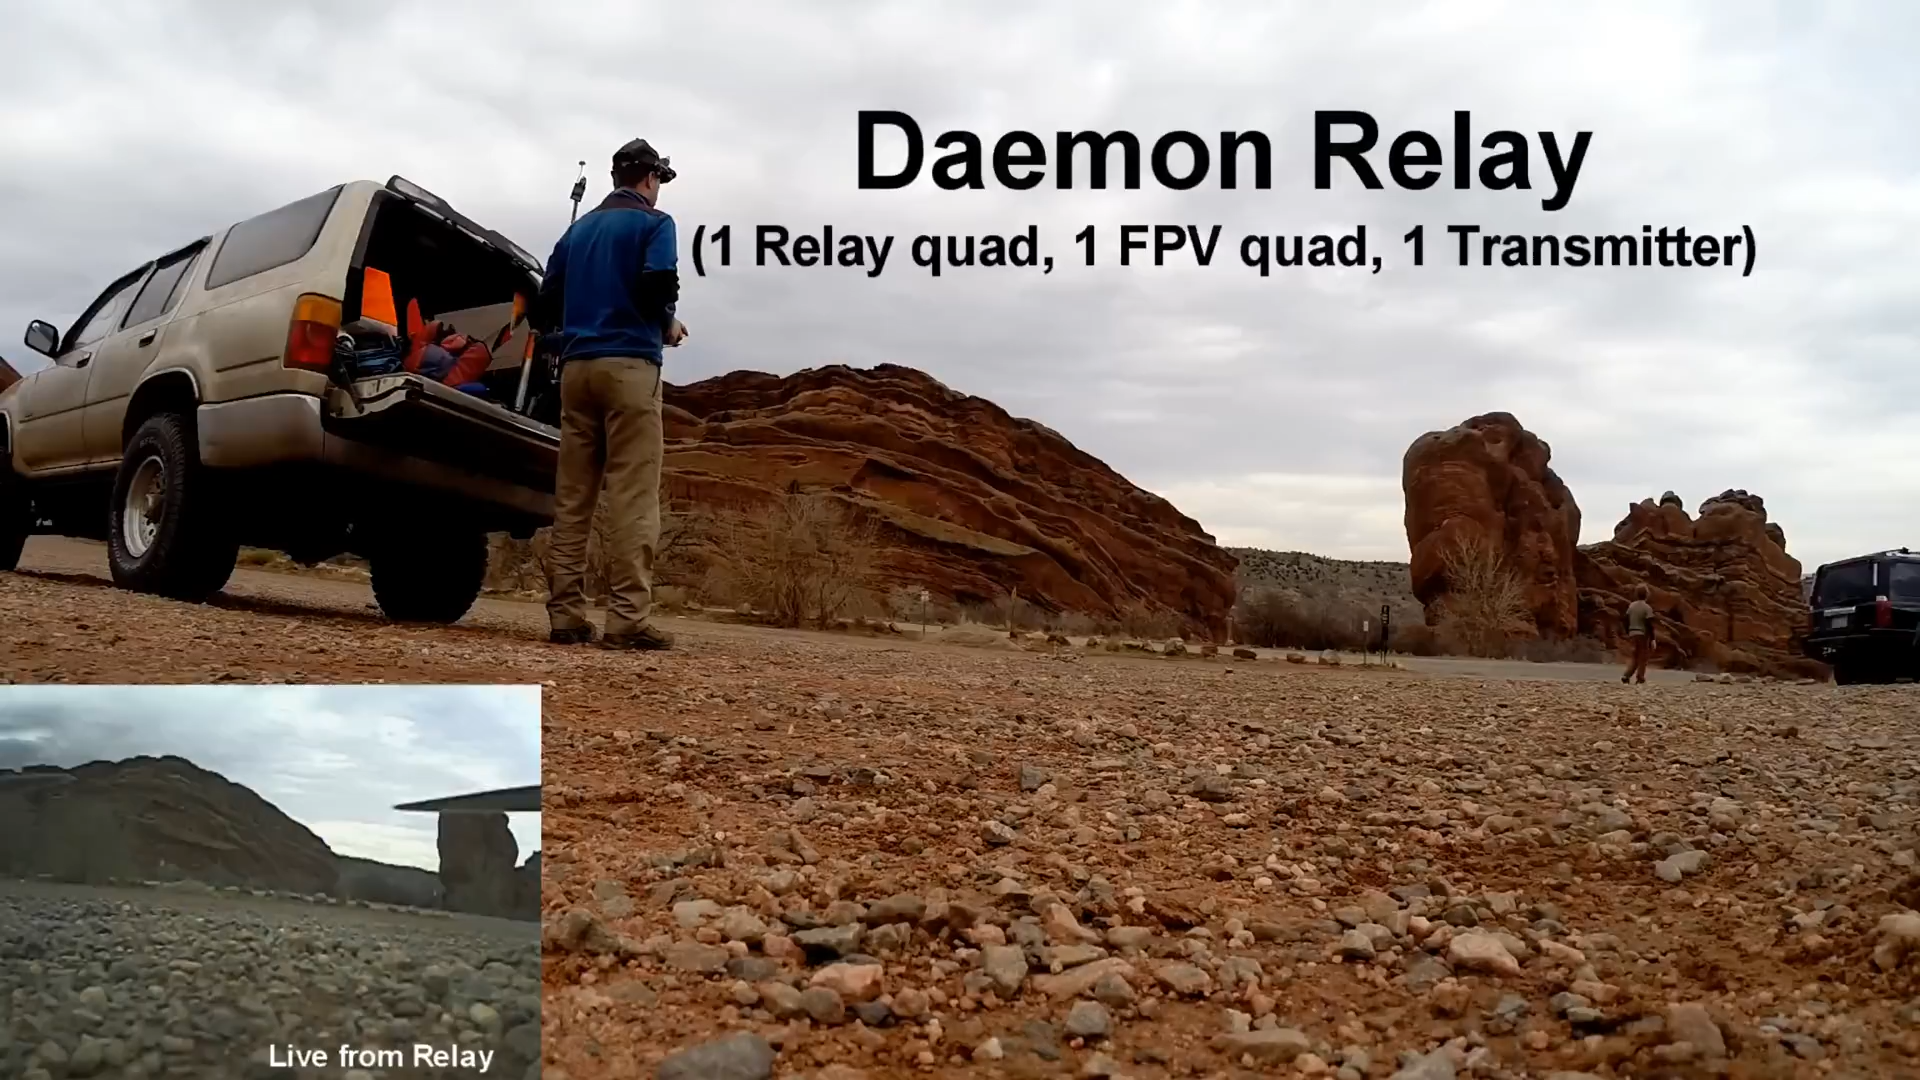 Daemon Relay
(1 Relay quad, 1 FPV quad, 1 Transmitter)
Live from Relay